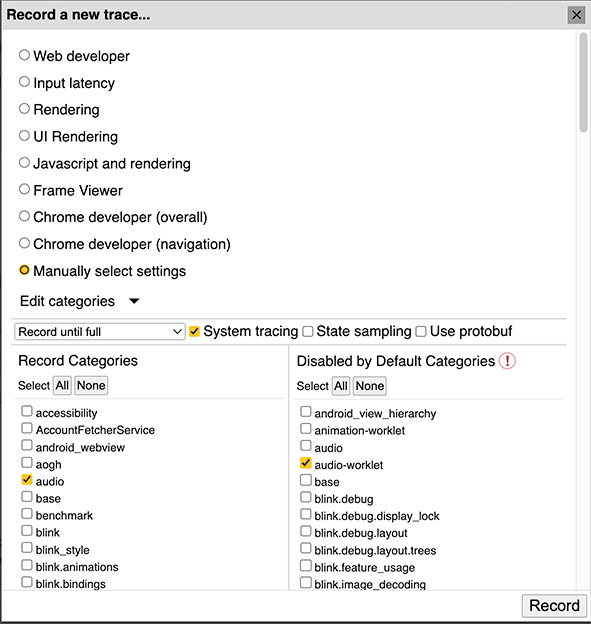 Record a new trace...
Web developer
Input latency
Rendering
UI Rendering
Javascript and rendering
Frame Viewer
Chrome developer (overall)
Chrome developer (navigation)
Manually select settings
Edit categories
Record until full System tracing State sampling Use protobuf
Record Categories
Select All None
accessibility
AccountFetcherService
android_webview
aogh
audio
base
benchmark
blink
blink_style
blink.animations
blink.bindings
Disabled by Default Categories
Select All None
android_view_hierarchy
animation-worklet
audio
audio-worklet
base
blink.debug
blink.debug.display_lock
blink.debug.layout
blink.debug.layout.trees
blink.feature_usage
blink.image_decoding
Record